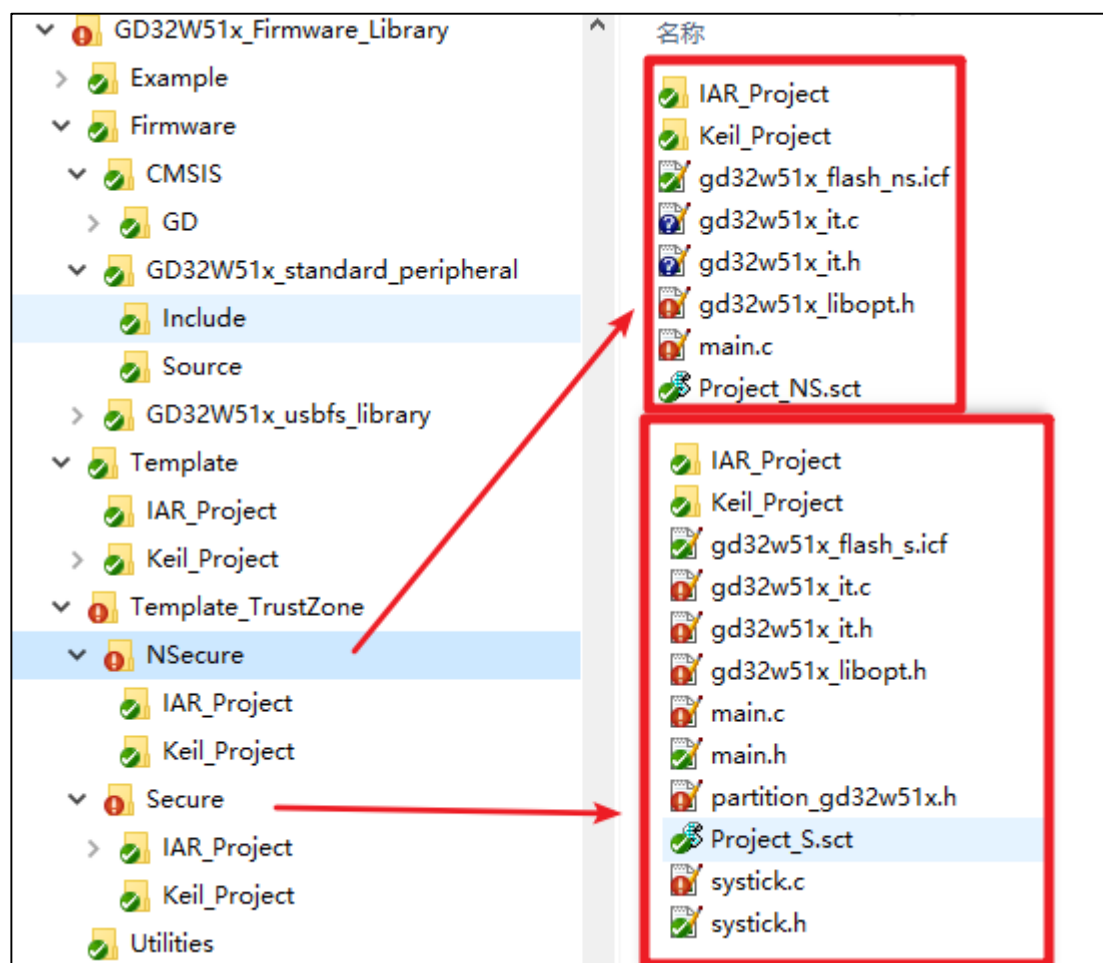 GD32W51x_Firmware_Library
Example
Firmware
CMSIS
GD
GD32W51x_standard_peripheral
Include
Source
GD32W51x_usbfs_library
Template
IAR_Project
Keil_Project
Template_TrustZone
NSecure
IAR_Project
Keil_Project
Secure
IAR_Project
Keil_Project
Utilities
名称
IAR_Project
Keil_Project
gd32w51x_flash_ns.icf
gd32w51x_it.c
gd32w51x_it.h
gd32w51x_libopt.h
main.c
Project_NS.sct
IAR_Project
Keil_Project
gd32w51x_flash_s.icf
gd32w51x_it.c
gd32w51x_it.h
gd32w51x_libopt.h
main.c
main.h
partition_gd32w51x.h
Project_S.sct
systick.c
systick.h